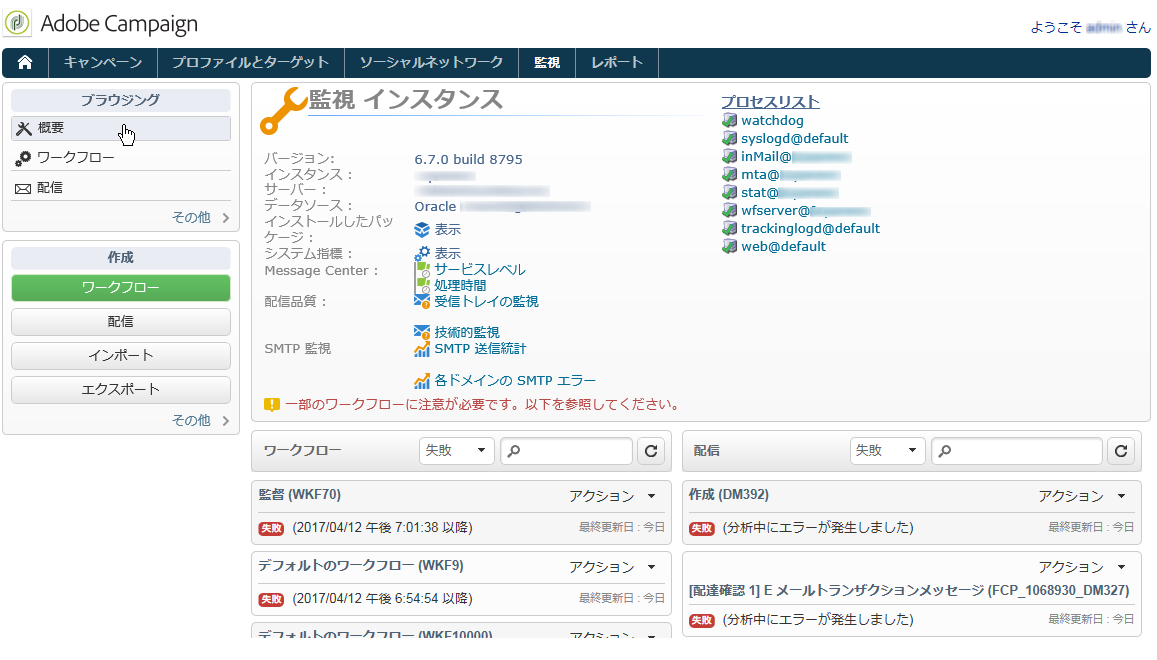 Adobe Campaign
ようこそ さん
キャンペーン プロファイルとターゲット ソーシャルネットワーク 監視 レポート
ブラウジング
概要
ワークフロー
配信
その他
作成
ワークフロー
配信
インポート
エクスポート
その他
監視 インスタンス
バージョン: 6.7.0 build 8795
インスタンス :
サーバー :
データソース : Oracle
インストールしたパッ
ケージ : 表示
システム指標 : 表示
Message Center : サービスレベル
処理時間
配信品質 : 受信トレイの監視
技術的監視
SMTP 監視 SMTP 送信統計
各ドメインの SMTP エラー
一部のワークフローに注意が必要です。以下を参照してください。
プロセスリスト
watchdog
syslogd@default
inMail@
mta@
stat@
wfserver@
trackinglogd@default
web@default
ワークフロー 失敗
監督 (WKF70) アクション
失敗 (2017/04/12 午後 7:01:38 以降) 最終更新日 : 今日
デフォルトのワークフロー (WKF9) アクション
失敗 (2017/04/12 午後 6:54:54 以降) 最終更新日 : 今日
デフォルトのワークフロー (WKF10000) アクション
配信 失敗
作成 (DM392) アクション
失敗 (分析中にエラーが発生しました) 最終更新日 : 今日
アクション
[配達確認 1] E メールトランザクションメッセージ (FCP_1068930_DM327)
失敗 (分析中にエラーが発生しました) 最終更新日 : 今日